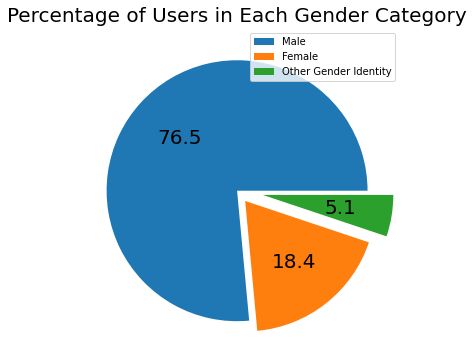 Percentage of Users in Each Gender Category
Male
Female
Other Gender Identity
76.5
5.1
18.4